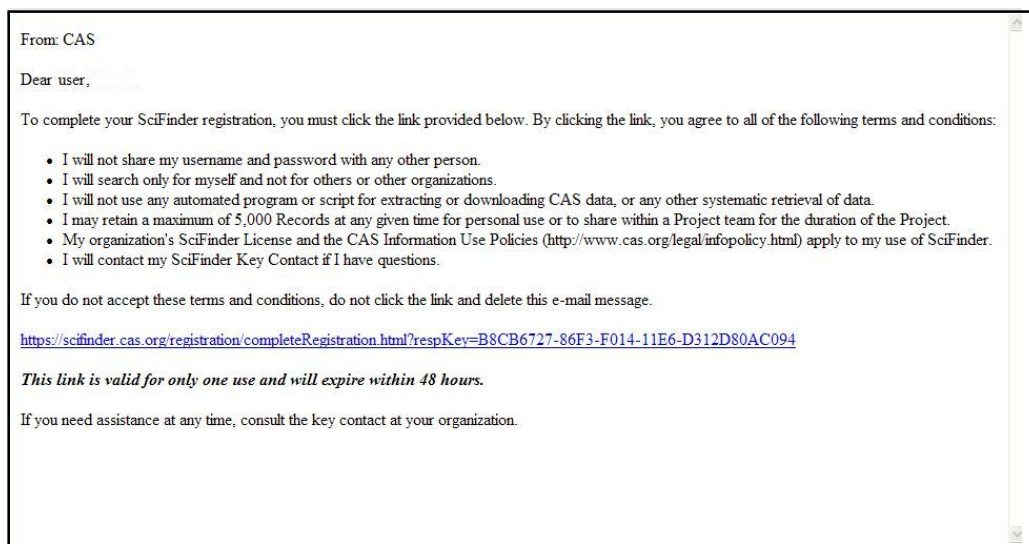 From: CAS
Dear user,
To complete your SciFinder registration, you must click the link provided below. By clicking the link, you agree to all of the following terms and conditions:
• I will not share my username and password with any other person.
• I will search only for myself and not for others or other organizations.
• I will not use any automated program or script for extracting or downloading CAS data, or any other systematic retrieval of data.
• I may retain a maximum of 5,000 Records at any given time for personal use or to share within a Project team for the duration of the Project.
• My organization's SciFinder License and the CAS Information Use Policies (http://www.cas.org/legal/infopolicy.html) apply to my use of SciFinder.
• I will contact my SciFinder Key Contact if I have questions.
If you do not accept these terms and conditions, do not click the link and delete this e-mail message.
https://scifinder.cas.org/registration/completeRegistration.html?respKey=B8CB6727-86F3-F014-11E6-D312D80AC094
This link is valid for only one use and will expire within 48 hours.
If you need assistance at any time, consult the key contact at your organization.